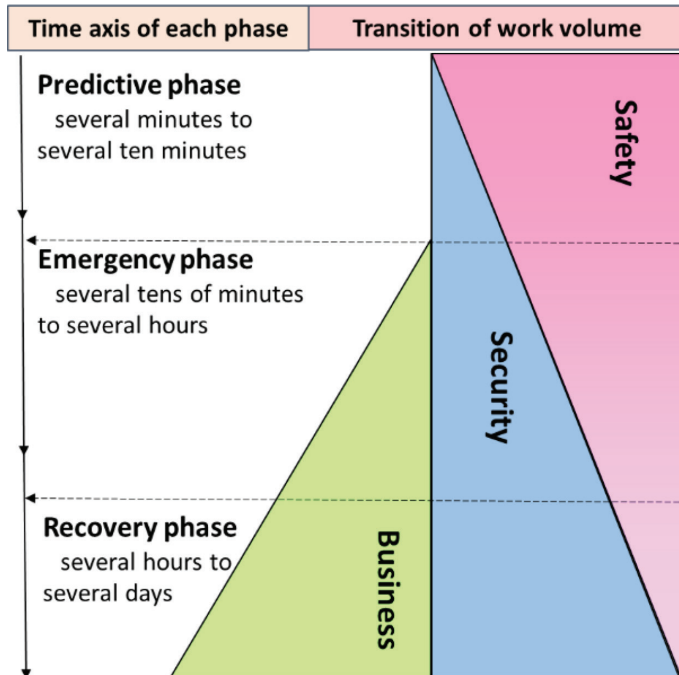 Time axis of each phase
Transition of work volume
Predictive phase
several minutes to
several ten minutes
Safety
Emergency phase
several tens of minutes
to several hours
Security
Recovery phase
several hours to
several days
Business